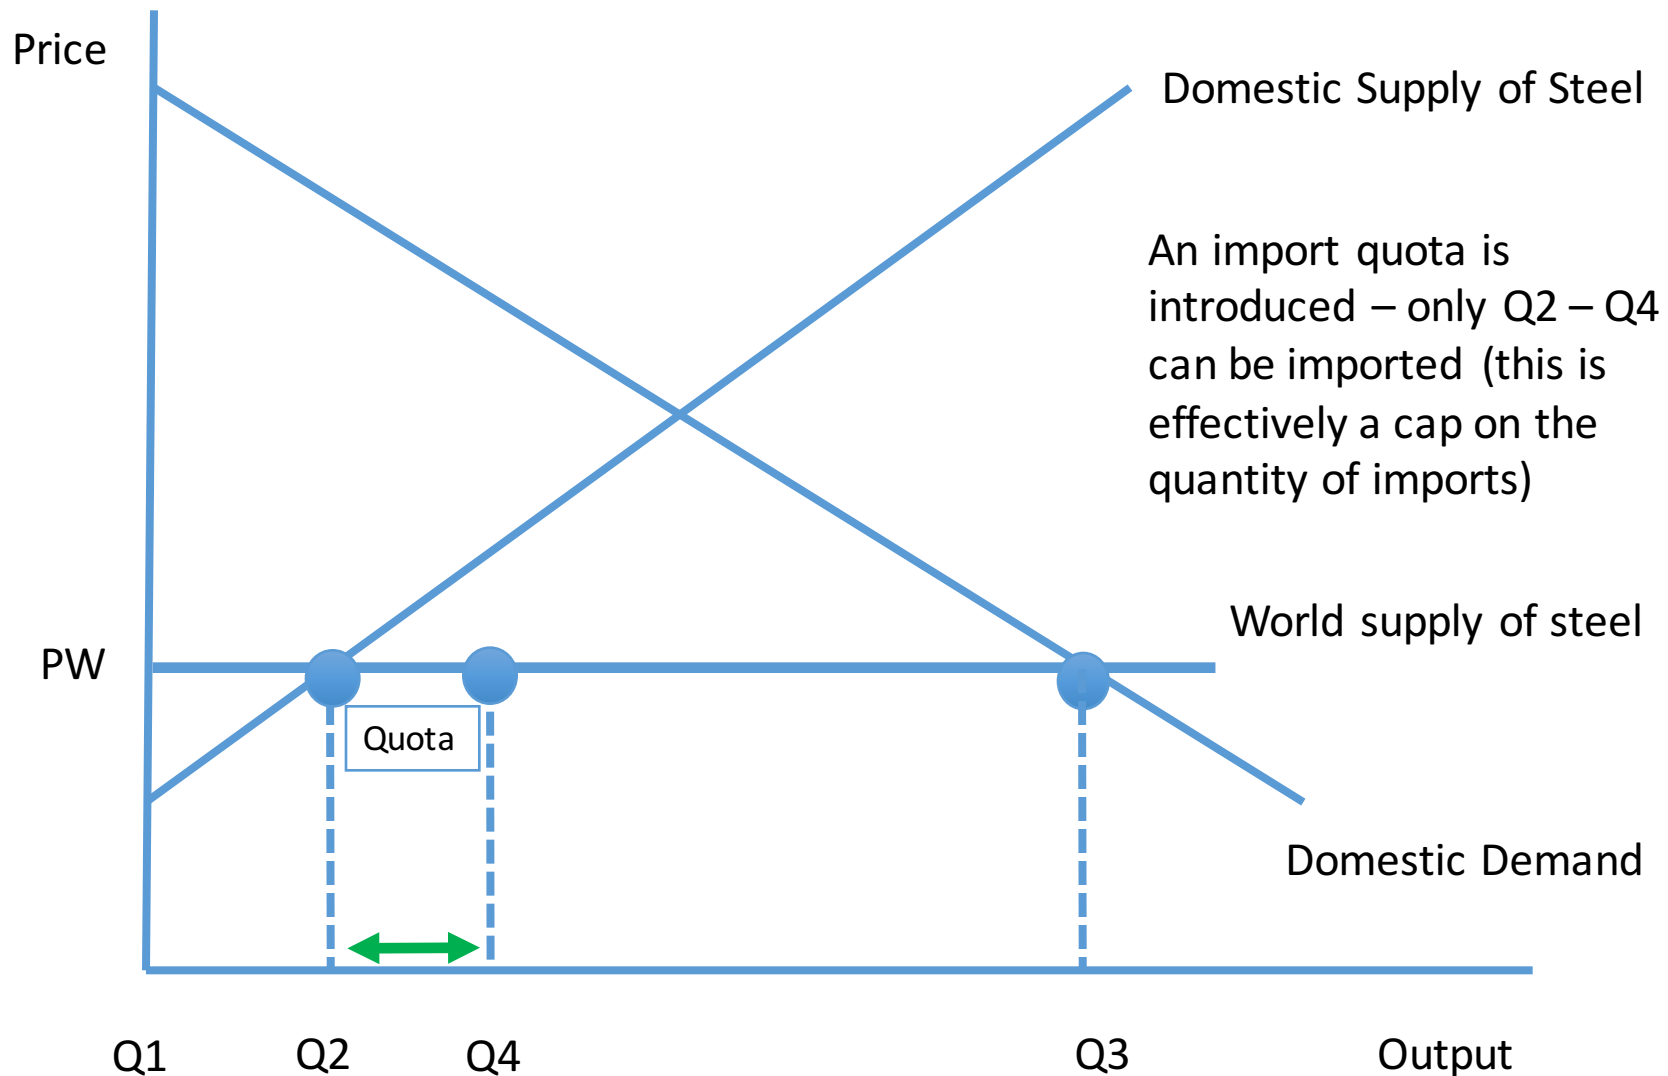 Price
Domestic Supply of Steel
An import quota is
introduced – only Q2 – Q4
can be imported (this is
effectively a cap on the
quantity of imports)
World supply of steel
PW
Quota
Domestic Demand
Q1 Q2 Q4 Q3 Output